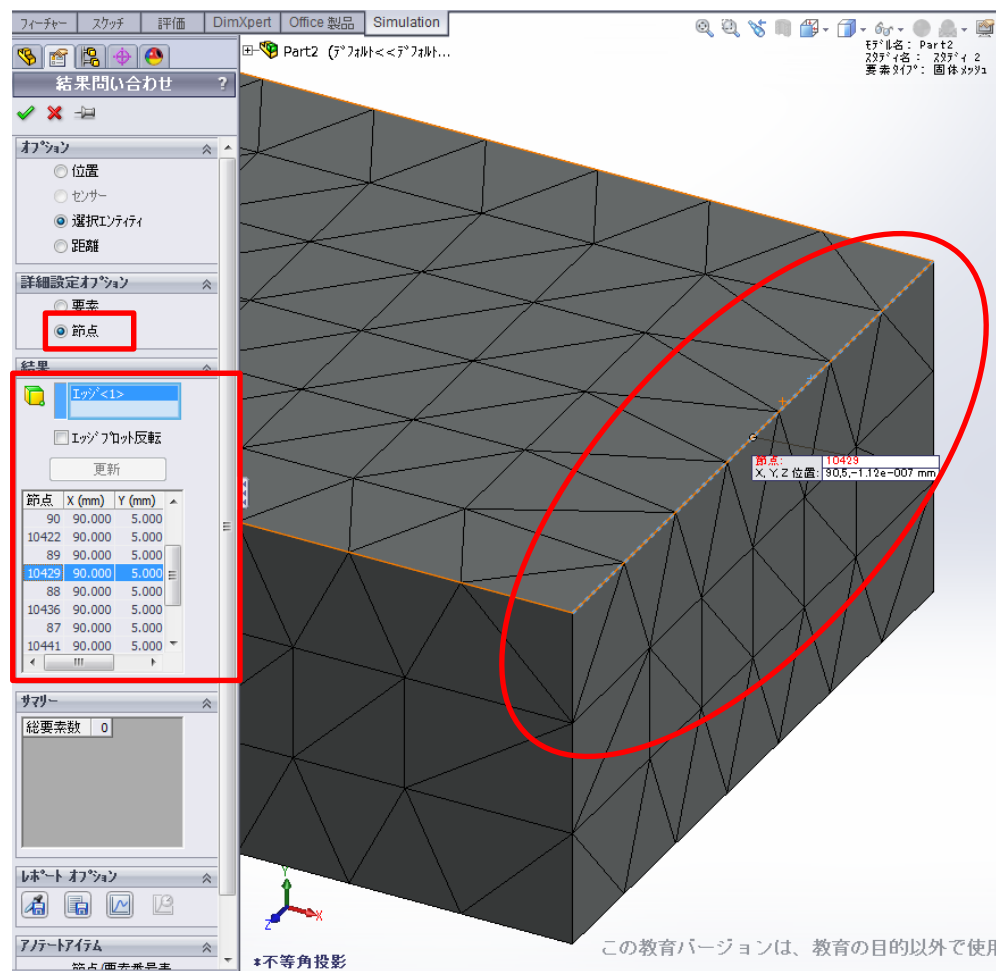 フィーチャー スケッチ 評価 DimXpert Office 製品 Simulation
Part2 (デフォルト<<デフォルト...
モデル名: Part2
スタディ名: スタディ 2
要素タイプ: 固体メッシュ
結果問い合わせ ?
オプション
位置
センサー
選択エンティティ
距離
詳細設定オプション
要素
節点
結果
エッジ<1>
エッジプロット反転
更新
節点 X (mm) Y (mm)
90 90.000 5.000
10422 90.000 5.000
89 90.000 5.000
10429 90.000 5.000
88 90.000 5.000
10436 90.000 5.000
87 90.000 5.000
10441 90.000 5.000
節点: 10429
X, Y, Z 位置: 90,5,-1.12e-007 mm
サマリー
総要素数 0
レポート オプション
アノテートアイテム
節点/要素番号表
Y
X
Z
*不等角投影
この教育バージョンは、教育の目的以外で使用